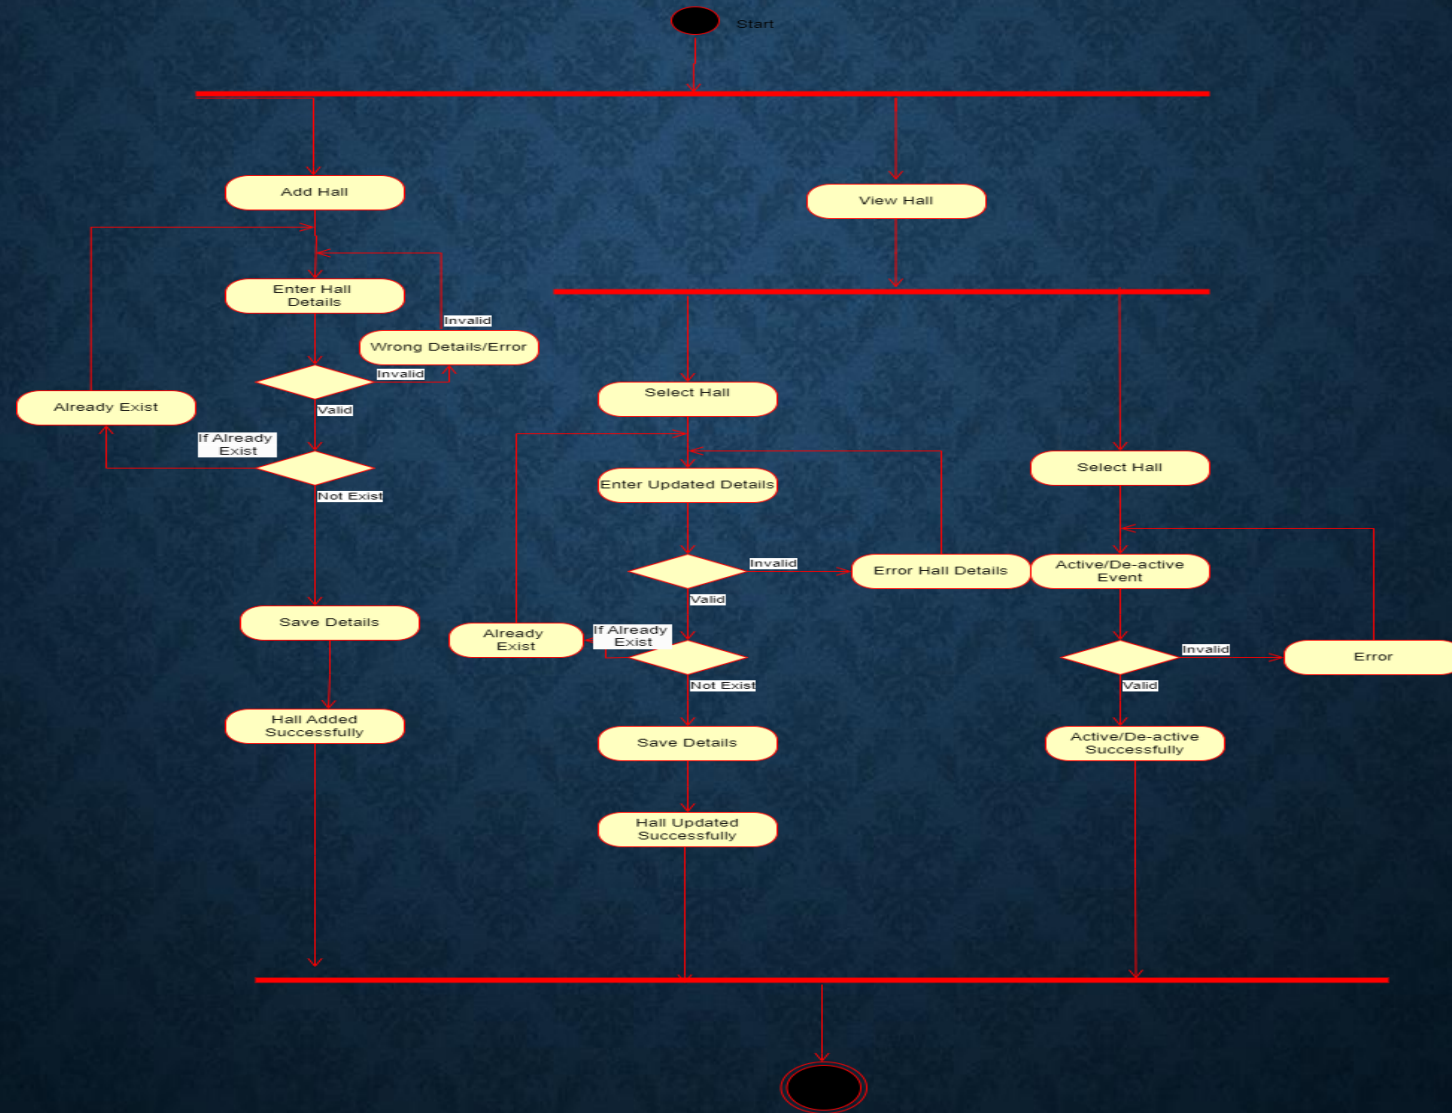 Start
Add Hall
View Hall
Enter Hall
Details
Invalid
Wrong Details/Error
Invalid
Already Exist
Valid
If Already
Exist
Not Exist
Save Details
Hall Added
Successfully
Select Hall
Enter Updated Details
Invalid
Error Hall Details
Valid
Already
Exist
If Already
Exist
Not Exist
Save Details
Hall Updated
Successfully
Select Hall
Active/De-active
Event
Invalid
Error
Valid
Active/De-active
Successfully